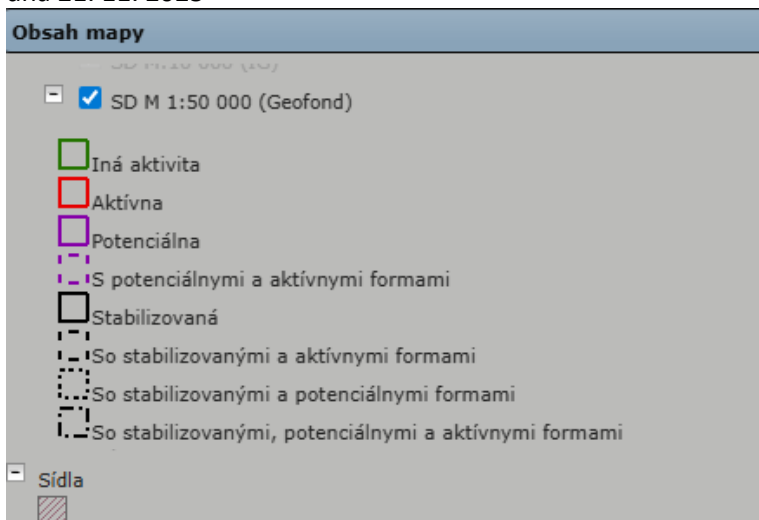 Obsah mapy
SD M 1:50 000 (Geofond)
Iná aktivita
Aktívna
Potenciálna
S potenciálnymi a aktívnymi formami
Stabilizovaná
So stabilizovanými a aktívnymi formami
So stabilizovanými a potenciálnymi formami
So stabilizovanými, potenciálnymi a aktívnymi formami
Sídla